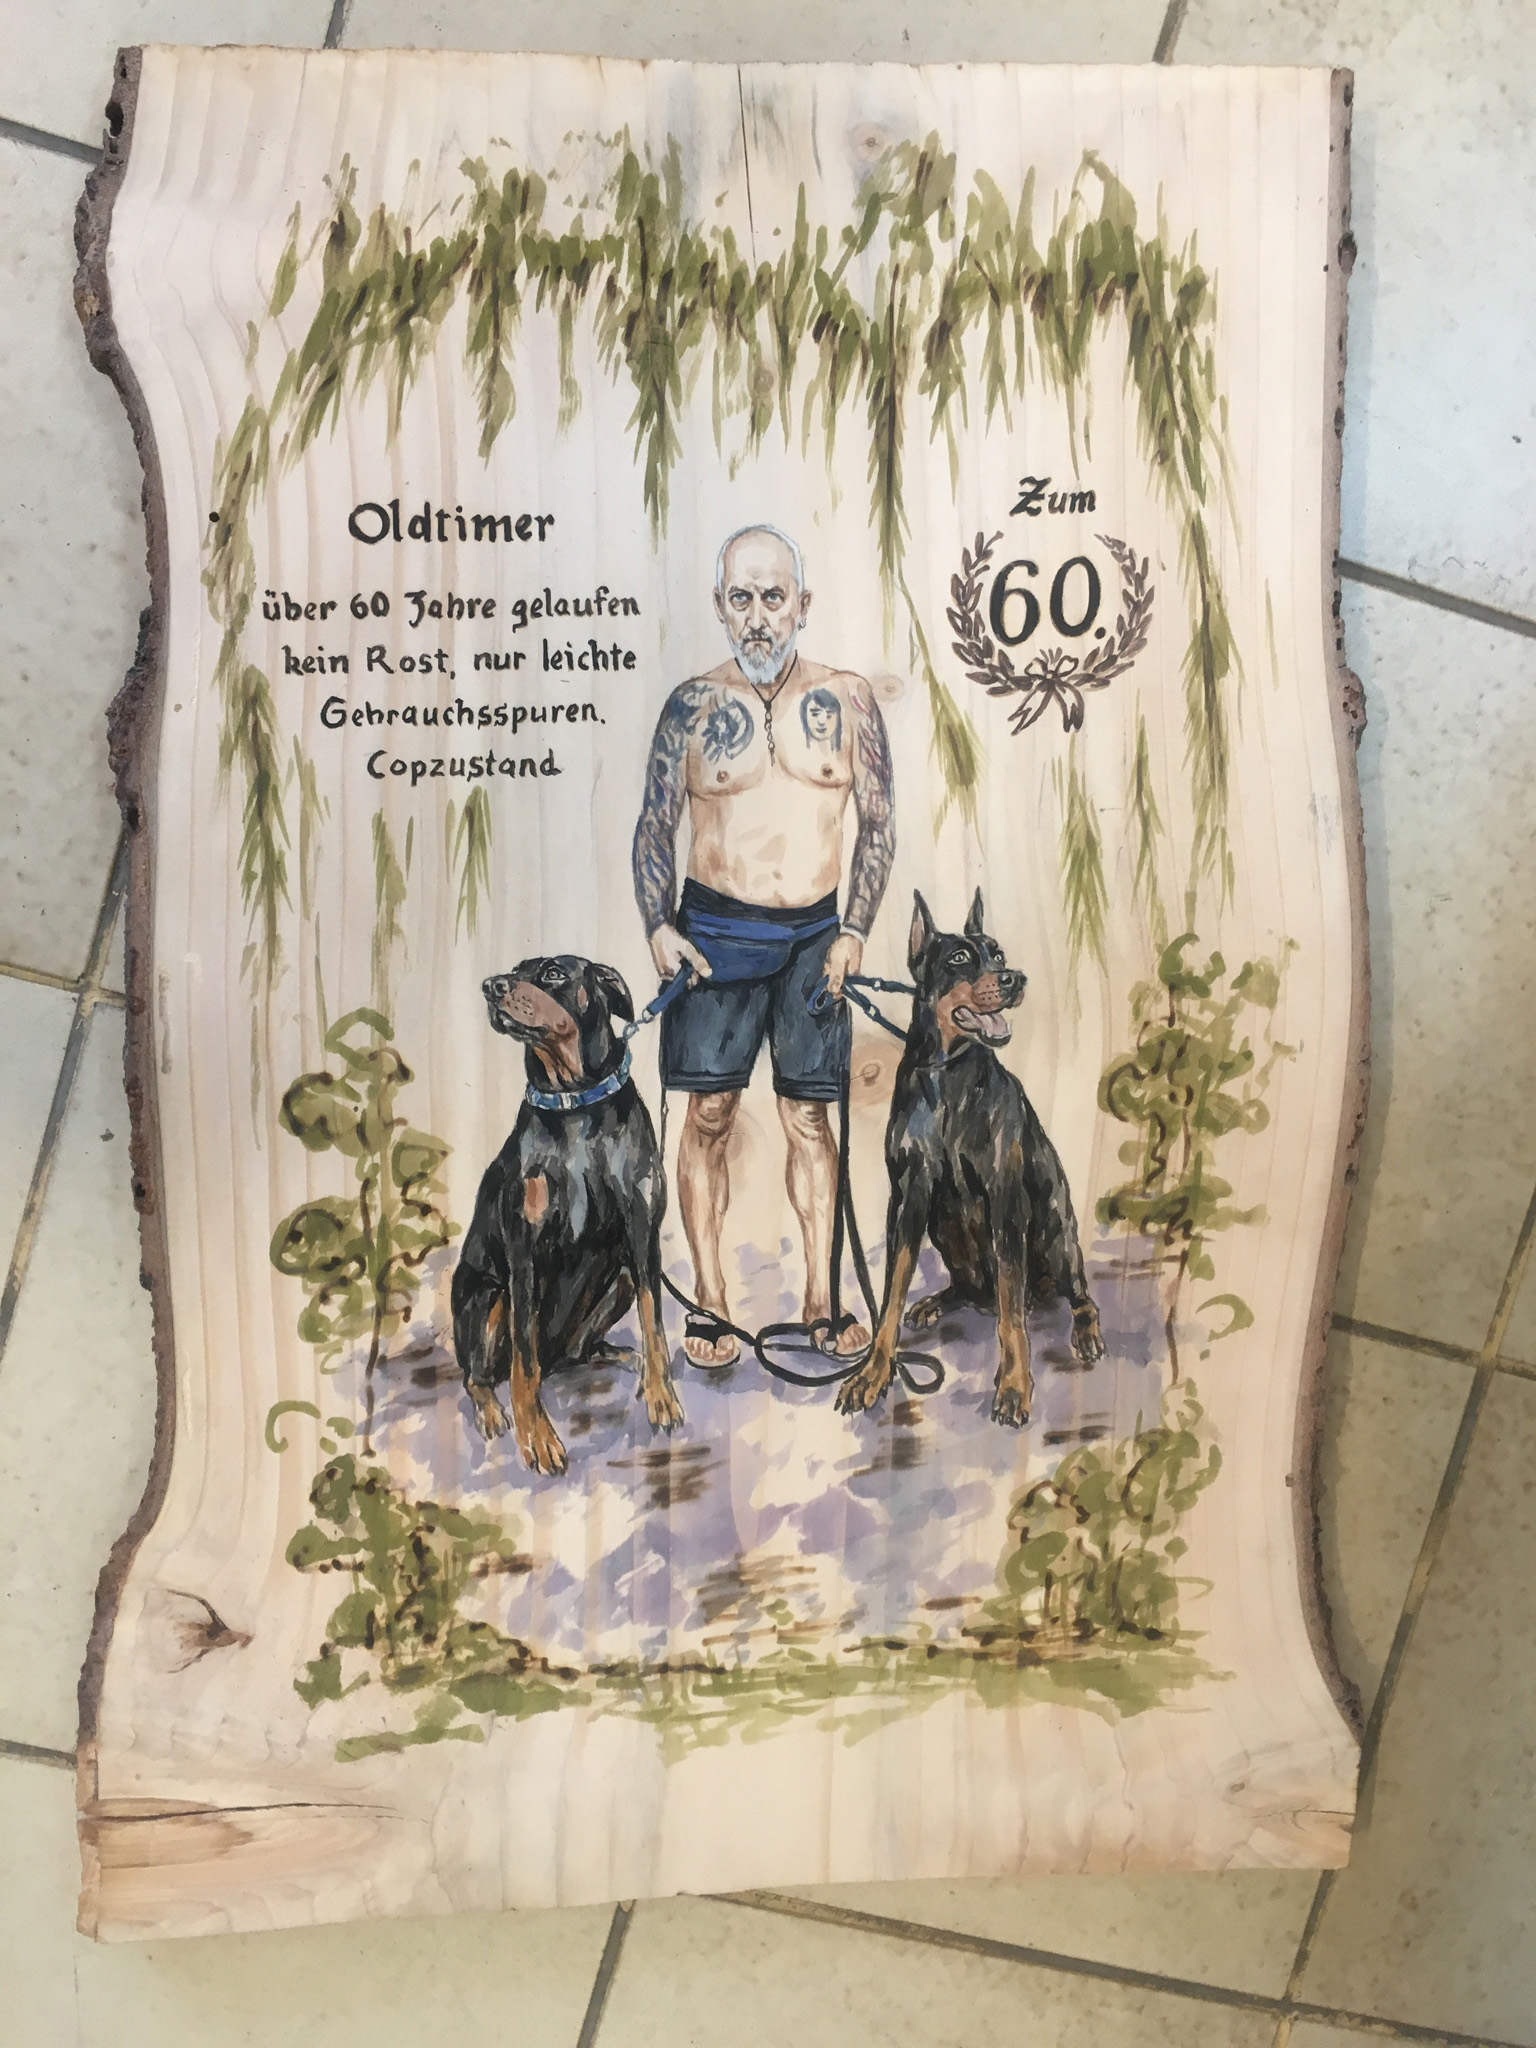 Oldtimer
über 60 Jahre gelaufen
kein Rost, nur leichte
Gebrauchsspuren.
Copzustand
Zum
60.